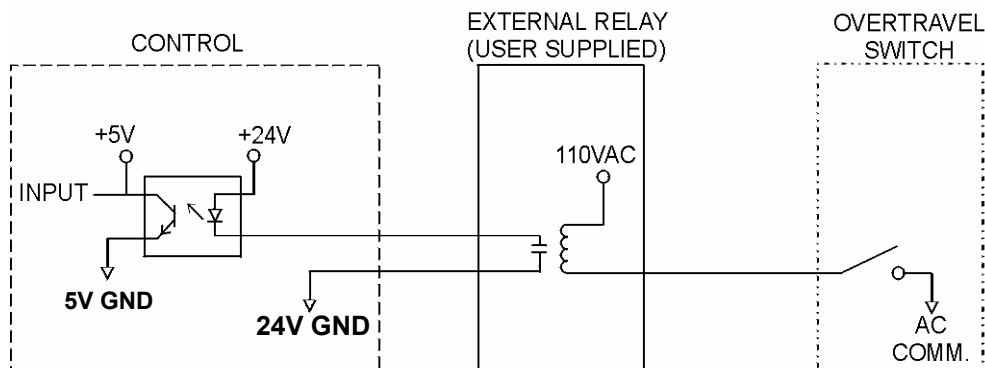 CONTROL
EXTERNAL RELAY
(USER SUPPLIED)
OVERTRAVEL
SWITCH
+5V
+24V
110VAC
INPUT
5V GND
24V GND
AC
COMM.